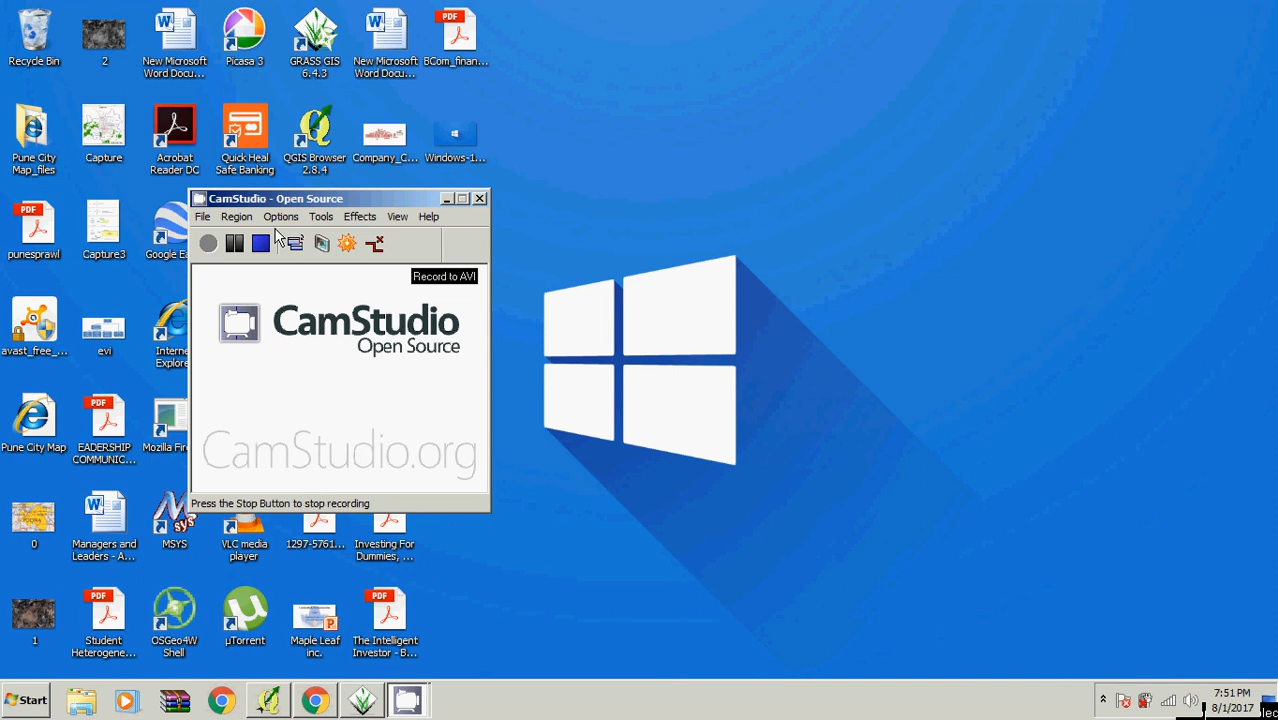 Recycle Bin
2
New Microsoft
Word Docu...
Picasa 3
GRASS GIS
6.4.3
New Microsoft
Word Docu...
PDF
BCom_finan...
Pune City
Map_files
Capture
Acrobat
Reader DC
Quick Heal
Safe Banking
QGIS Browser
2.8.4
Company_C...
Windows-1...
PDF
punesprawl
Capture3
Google Ea
CamStudio - Open Source
File Region Options Tools Effects View Help
Record to AVI
CamStudio
Open Source
CamStudio.org
Press the Stop Button to stop recording
avast_free_...
evi
Interne
Explore
Pune City Map
PDF
EADERSHIP
COMMUNIC...
Mozilla Fire
0
Managers and
Leaders - A...
MSYS
VLC media
player
1297-5761...
Investing For
Dummies, ...
1
PDF
Student
Heterogene...
OSGeo4W
Shell
µTorrent
Maple Leaf
inc.
PDF
The Intelligent
Investor - B...
Start
7:51 PM
8/1/2017